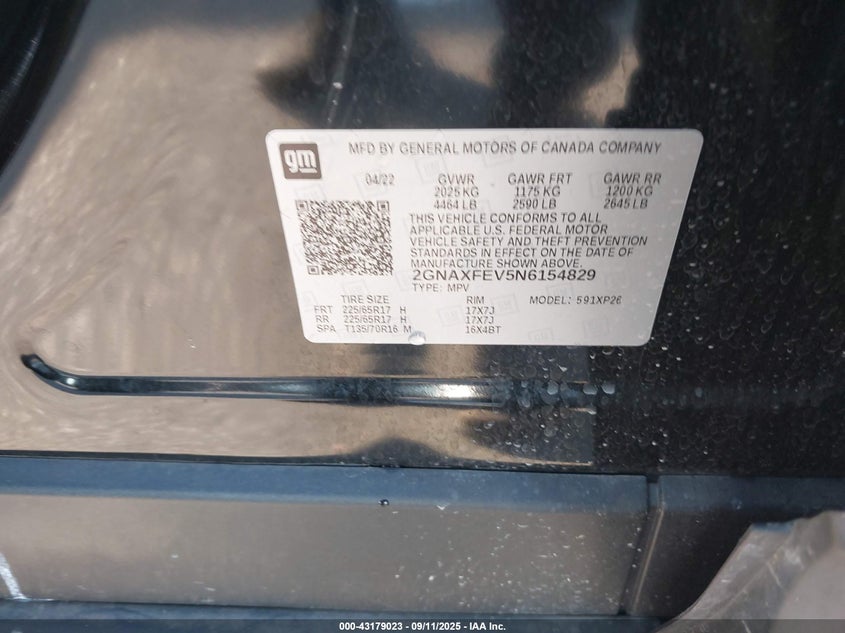 gm
MFD BY GENERAL MOTORS OF CANADA COMPANY
04/22 GVWR GAWR FRT GAWR RR
2025 KG 1175 KG 1200 KG
4464 LB 2590 LB 2645 LB
THIS VEHICLE CONFORMS TO ALL
APPLICABLE U.S. FEDERAL MOTOR
VEHICLE SAFETY AND THEFT PREVENTION
STANDARDS IN EFFECT ON THE DATE OF
MANUFACTURE SHOWN ABOVE.
2GNAXFEV5N6154829
TYPE: MPV
TIRE SIZE RIM MODEL: 591XP26
FRT 225/65R17 H 17X7J
RR 225/65R17 H 17X7J
SPA T135/70R16 M 16X4BT
000-43179023 - 09/11/2025 - IAA Inc.